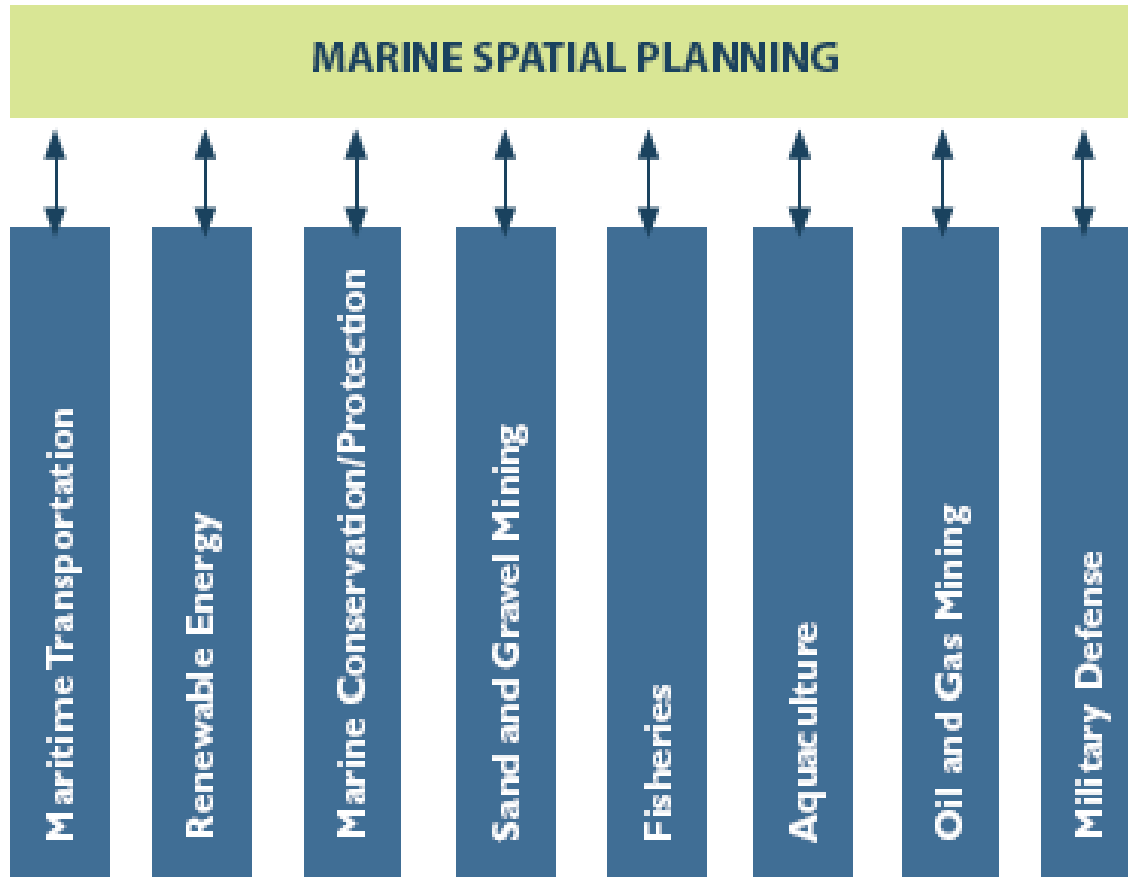 MARINE SPATIAL PLANNING
Maritime Transportation
Renewable Energy
Marine Conservation/Protection
Sand and Gravel Mining
Fisheries
Aquaculture
Oil and Gas Mining
Military Defense